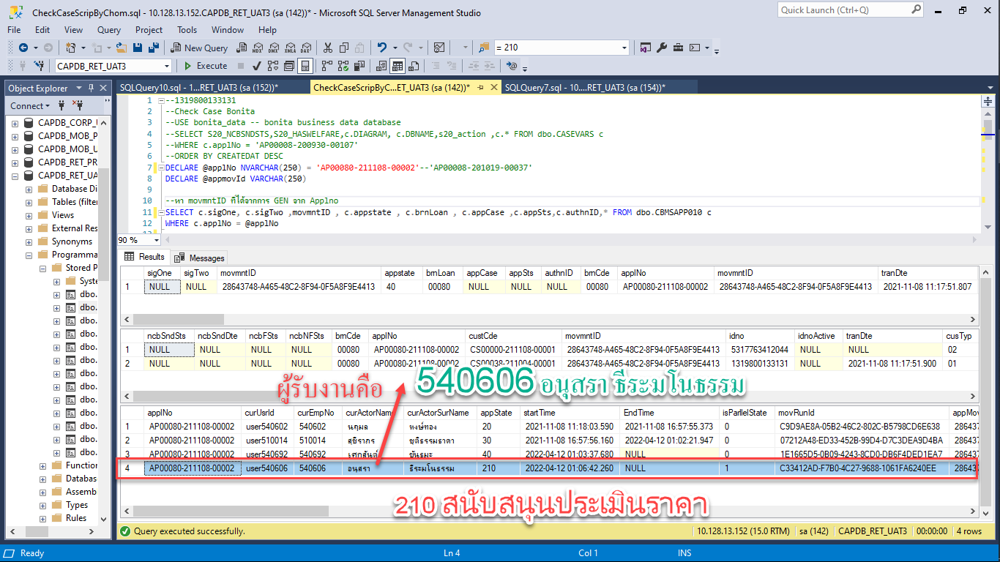 CheckCaseScripByChom.sql - 10.128.13.152.CAPDB_RET_UAT3 (sa (142))* - Microsoft SQL Server Management Studio
Quick Launch (Ctrl+Q)
File Edit View Query Project Tools Window Help
New Query MDX DMX XMLA DAX = 210
CAPDB_RET_UAT3 Execute
Object Explorer
SQLQuery10.sql - 1...RET_UAT3 (sa (152))* CheckCaseScripByC...ET_UAT3 (sa (142))* SQLQuery7.sql - 10....RET_UAT3 (sa (154))*
Connect
CAPDB_CORP_U
CAPDB_MOB_P
CAPDB_MOB_U
CAPDB_RET_PR
CAPDB_RET_UA
Database Di
Tables (filter
Views
External Res
Synonyms
Programma
Stored P
Syste
dbo.
dbo.
dbo.
dbo.
dbo.
dbo.
dbo.
dbo.
dbo.
dbo.
dbo.
dbo.
dbo.
Function
Databas
Assemb
Types
Rules
1 --1319800133131
2 --Check Case Bonita
3 --USE bonita_data -- bonita business data database
4 --SELECT S20_NCBSNDSTS,S20_HASWELFARE,c.DIAGRAM, c.DBNAME,s20_action ,c.* FROM dbo.CASEVARS c
5 --WHERE c.applNo = 'AP00008-200930-00107'
6 --ORDER BY CREATEDAT DESC
7 DECLARE @applNo NVARCHAR(250) = 'AP00080-211108-00002'--'AP00008-201019-00037'
8 DECLARE @appmovId VARCHAR(250)
9
10 --หา movmntID ที่ได้จากการ GEN จาก Applno
11 SELECT c.sigOne, c.sigTwo ,movmntID , c.appstate , c.brnLoan , c.appCase ,c.appSts,c.authnID,* FROM dbo.CBMSAPP010 c
12 WHERE c.applNo = @applNo
90 %
Results Messages
sigOne sigTwo movmntID appstate brnLoan appCase appSts authnID brnCde applNo movmntID tranDte
1 NULL NULL 28643748-A465-48C2-8F94-0F5A8F9E4413 40 00080 NULL NULL NULL 00080 AP00080-211108-00002 28643748-A465-48C2-8F94-0F5A8F9E4413 2021-11-08 11:17:51.807
ncbSndSts ncbSndDte ncbFSts ncbNFSts brnCde applNo custCde movmntID idno idnoActive tranDte cusTyp
1 NULL NULL NULL NULL 00080 AP00080-211108-00002 CS00000-211108-00001 28643748-A465-48C2-8F94-0F5A8F9E4413 5317763412044 NULL NULL 02
2 NULL NULL NULL NULL 00080 AP00080-211108-00002 CS00038-211004-00001 28643748-A465-48C2-8F94-0F5A8F9E4413 1319800133131 NULL 2021-11-08 11:17:51.900 01
ผู้รับงานคือ 540606 อนุสรา ธีระมโนธรรม
applNo curUsrId curEmpNo curActorName curActorSurName appState startTime EndTime isParllelState movRunId appMov
1 AP00080-211108-00002 user540602 540602 นฤมล หงษ์ทอง 20 2021-11-08 11:18:03.590 2021-11-08 16:57:55.373 0 C9D9AE8A-05B2-46C2-802C-B5798CD6E638 286437
2 AP00080-211108-00002 user510014 510014 สุชิราภร ชุติธรรมธาดา 30 2021-11-08 16:57:56.160 2022-04-12 01:02:21.947 0 07212A48-ED33-452B-99D4-D7C3DEA9D4BA 286437
3 AP00080-211108-00002 user540692 540692 ขันธมะ 40 2022-04-12 01:03:37.680 NULL 0 1E1665D5-0B09-4243-8CD0-DB6F4DED1EA7 286437
4 AP00080-211108-00002 user540606 540606 อนุสรา ธีระมโนธรรม 210 2022-04-12 01:06:42.260 NULL 1 C33412AD-F7B0-4C27-9688-1061FA6240EE 286437
210 สนับสนุนประเมินราคา
Query executed successfully. 10.128.13.152 (15.0 RTM) sa (142) CAPDB_RET_UAT3 00:00:00 4 rows
Ready Ln 4 Col 1 INS